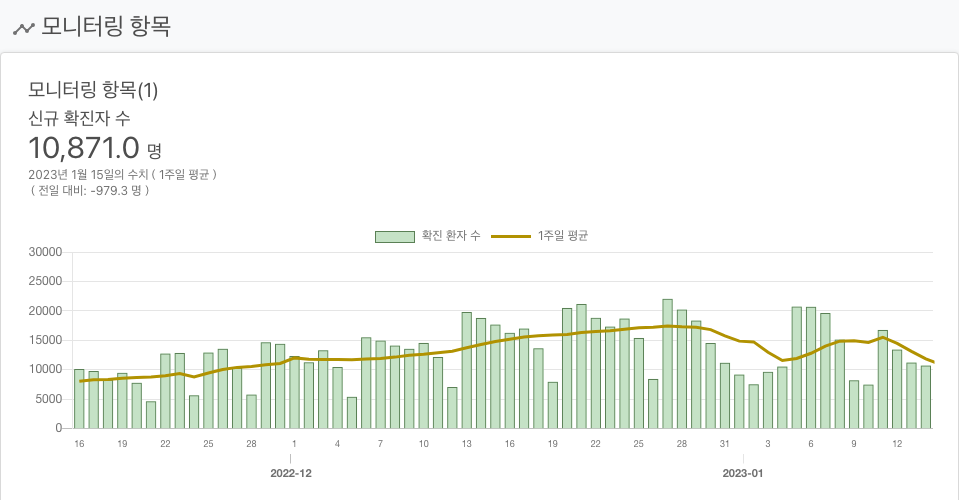 모니터링 항목
모니터링 항목(1)
신규 확진자 수
10,871.0 명
2023년 1월 15일의 수치 ( 1주일 평균 )
( 전일 대비: -979.3 명 )
확진 환자 수 1주일 평균
30000
25000
20000
15000
10000
5000
0
16 19 22 25 28 1 4 7 10 13 16 19 22 25 28 31 3 6 9 12
2022-12 2023-01